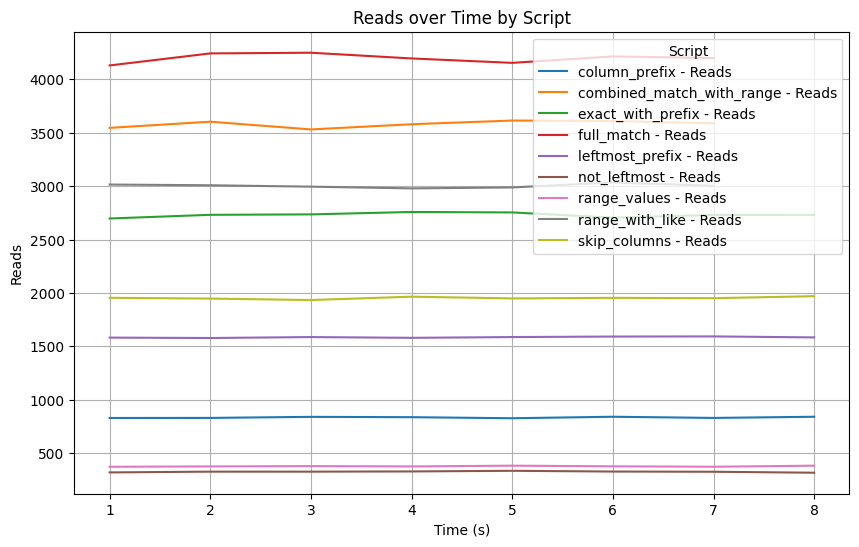 Reads over Time by Script
Script
column_prefix - Reads
combined_match_with_range - Reads
exact_with_prefix - Reads
full_match - Reads
leftmost_prefix - Reads
not_leftmost - Reads
range_values - Reads
range_with_like - Reads
skip_columns - Reads
Reads
4000
3500
3000
2500
2000
1500
1000
500
1 2 3 4 5 6 7 8
Time (s)